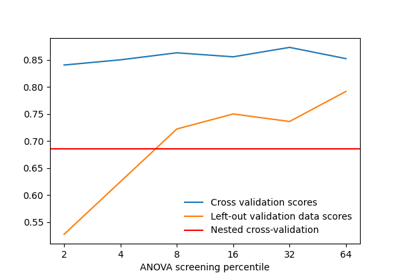 0.85
0.80
0.75
0.70
0.65
0.60
0.55
Cross validation scores
Left-out validation data scores
Nested cross-validation
2 4 8 16 32 64
ANOVA screening percentile